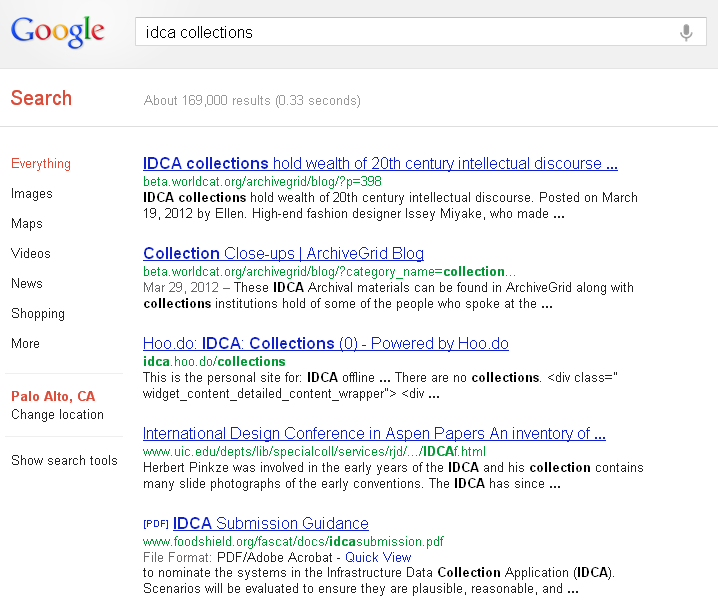 Google
idca collections
Search
About 169,000 results (0.33 seconds)
Everything
Images
Maps
Videos
News
Shopping
More
Palo Alto, CA
Change location
Show search tools
IDCA collections hold wealth of 20th century intellectual discourse ...
beta.worldcat.org/archivegrid/blog/?p=398
IDCA collections hold wealth of 20th century intellectual discourse. Posted on March
19, 2012 by Ellen. High-end fashion designer Issey Miyake, who made ...
Collection Close-ups | ArchiveGrid Blog
beta.worldcat.org/archivegrid/blog/?category_name=collection...
Mar 29, 2012 – These IDCA Archival materials can be found in ArchiveGrid along with
collections institutions hold of some of the people who spoke at the ...
Hoo.do: IDCA: Collections (0) - Powered by Hoo.do
idca.hoo.do/collections
This is the personal site for: IDCA offline ... There are no collections. <div class="
widget_content_detailed_content_wrapper"> <div ...
International Design Conference in Aspen Papers An inventory of ...
www.uic.edu/depts/lib/specialcoll/services/rjd/.../IDCAf.html
Herbert Pinkze was involved in the early years of the IDCA and his collection contains
many slide photographs of the early conventions. The IDCA has since ...
[PDF] IDCA Submission Guidance
www.foodshield.org/fascat/docs/idcasubmission.pdf
File Format: PDF/Adobe Acrobat - Quick View
to nominate the systems in the Infrastructure Data Collection Application (IDCA).
Scenarios will be evaluated to ensure they are plausible, reasonable, and ...